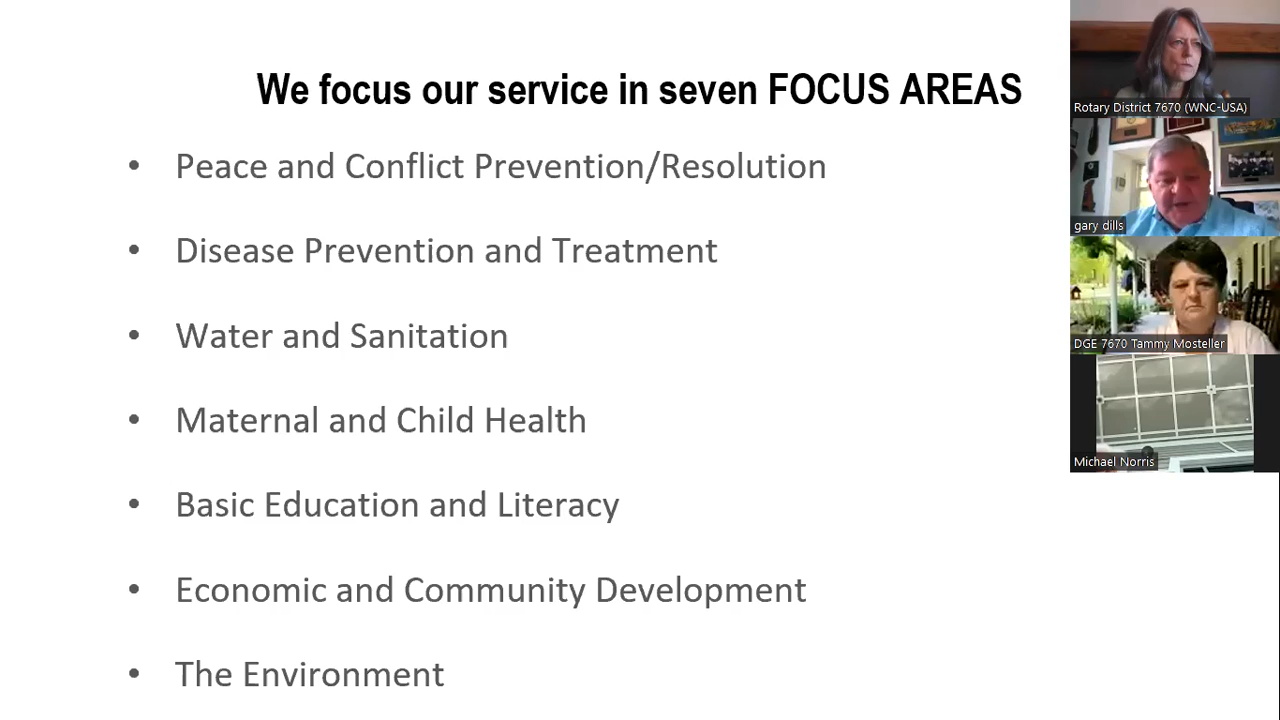 We focus our service in seven FOCUS AREAS
• Peace and Conflict Prevention/Resolution
• Disease Prevention and Treatment
• Water and Sanitation
• Maternal and Child Health
• Basic Education and Literacy
• Economic and Community Development
• The Environment
Rotary District 7670 (WNC-USA)
gary dills
DGE 7670 Tammy Mosteller
Michael Norris